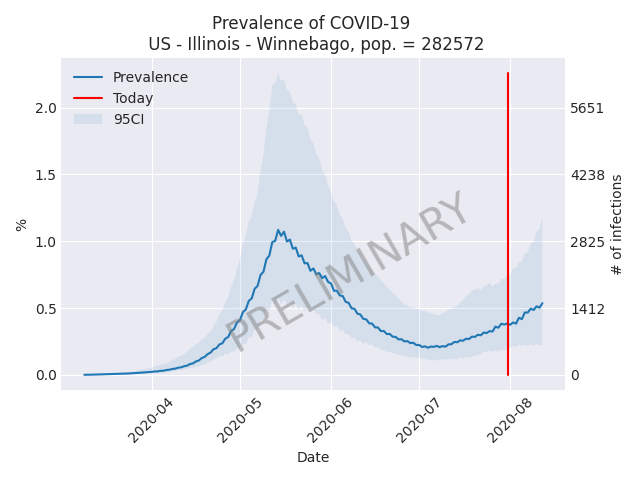 Prevalence of COVID-19
US - Illinois - Winnebago, pop. = 282572
Prevalence
Today
95CI
2.0
1.5
1.0
0.5
0.0
%
5651
4238
2825
1412
0
# of infections
PRELIMINARY
2020-04
2020-05
2020-06
2020-07
2020-08
Date